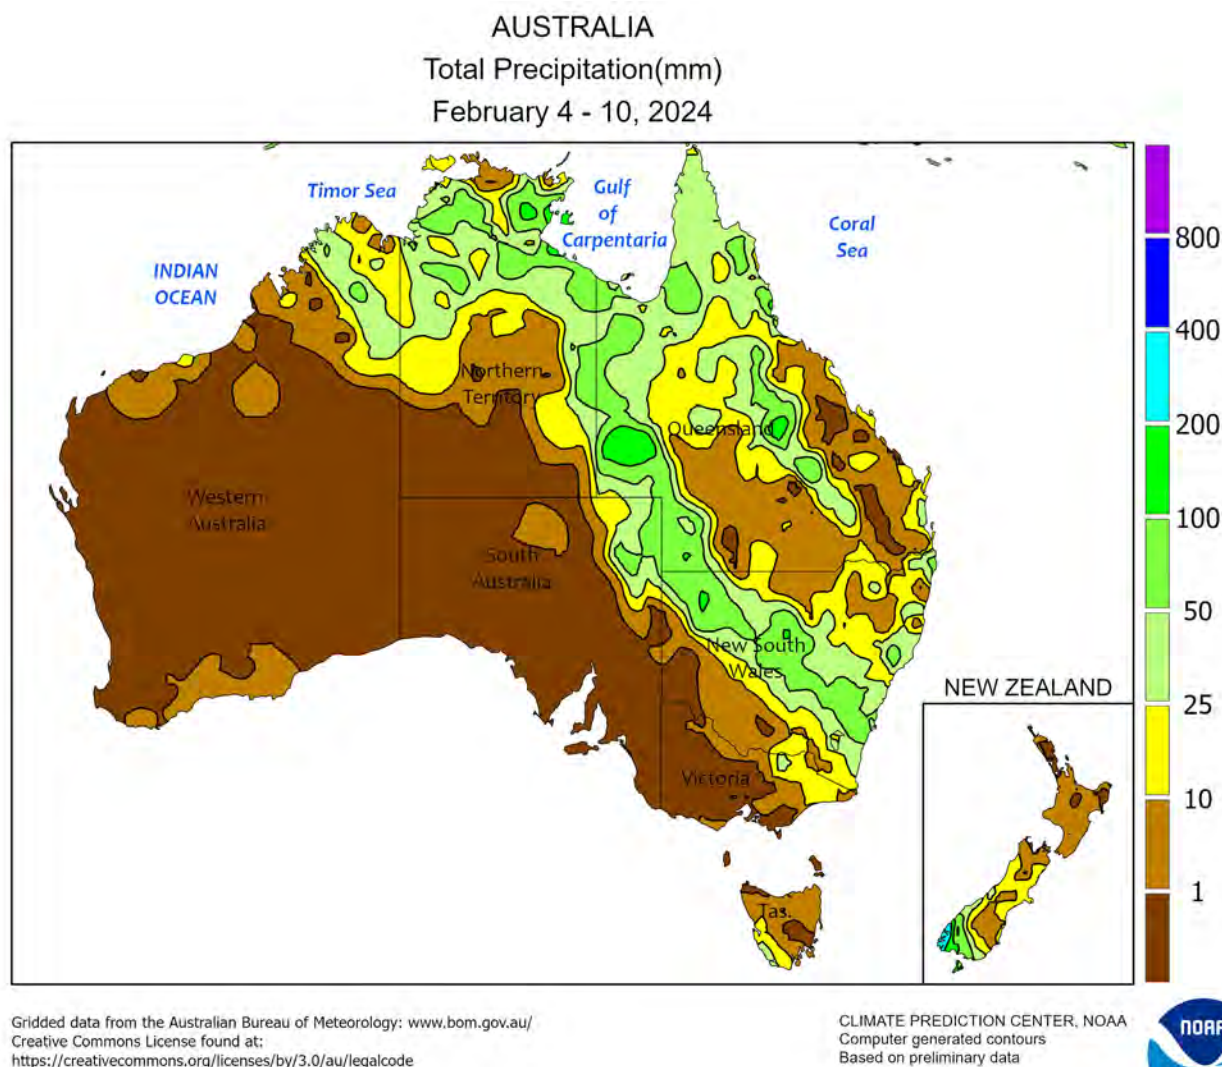 AUSTRALIA
Total Precipitation(mm)
February 4 - 10, 2024
Timor Sea
Gulf
of
Carpentaria
Coral
Sea
INDIAN
OCEAN
800
400
200
100
50
25
10
1
Northern
Territory
Queensland
Western
Australia
South
Australia
New South
Wales
Victoria
Tas.
NEW ZEALAND
Gridded data from the Australian Bureau of Meteorology: www.bom.gov.au/
Creative Commons License found at:
https://creativecommons.org/licenses/by/3.0/au/legalcode
CLIMATE PREDICTION CENTER, NOAA
Computer generated contours
Based on preliminary data
NOAA